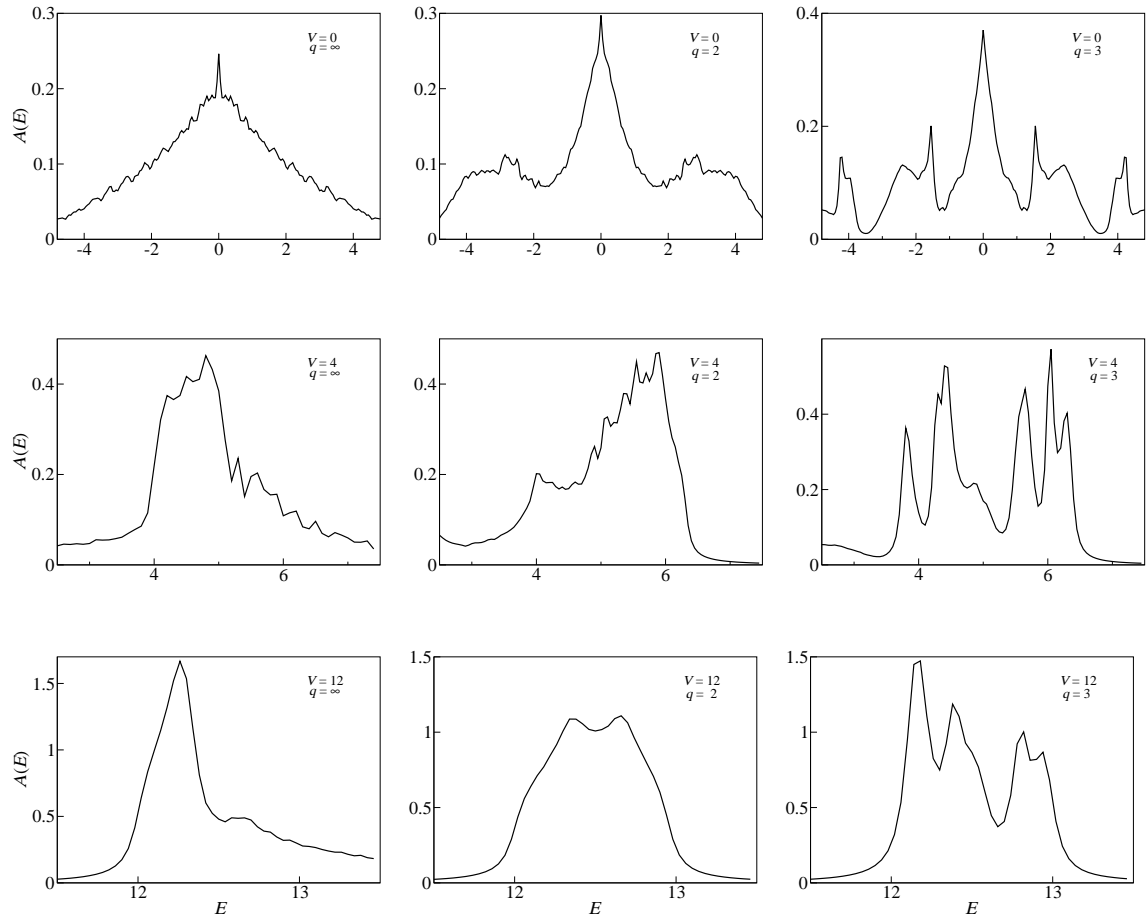 0.3
0.2
0.1
0
A(E)
V = 0
q = ∞
-4 -2 0 2 4
0.3
0.2
0.1
0
V = 0
q = 2
-4 -2 0 2 4
0.4
0.2
0
V = 0
q = 3
-4 -2 0 2 4
0.4
0.2
0
A(E)
V = 4
q = ∞
4 6
0.4
0.2
0
V = 4
q = 2
4 6
0.4
0.2
0
V = 4
q = 3
4 6
1.5
1
0.5
0
A(E)
V = 12
q = ∞
12 13
E
1.5
1
0.5
0
V = 12
q = 2
12 13
E
1.5
1
0.5
0
V = 12
q = 3
12 13
E